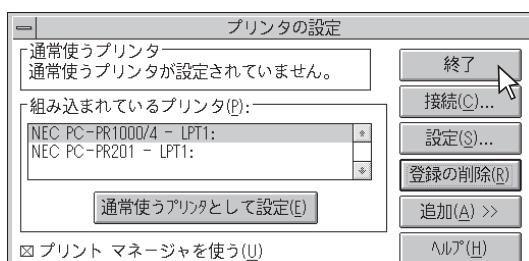 プリンタの設定
通常使うプリンタ
通常使うプリンタが設定されていません。
組み込まれているプリンタ(P):
NEC PC-PR1000/4 - LPT1:
NEC PC-PR201 - LPT1:
通常使うプリンタとして設定(E)
プリント マネージャを使う(U)
終了
接続(C)...
設定(S)...
登録の削除(R)
追加(A) >>
ヘルプ(H)